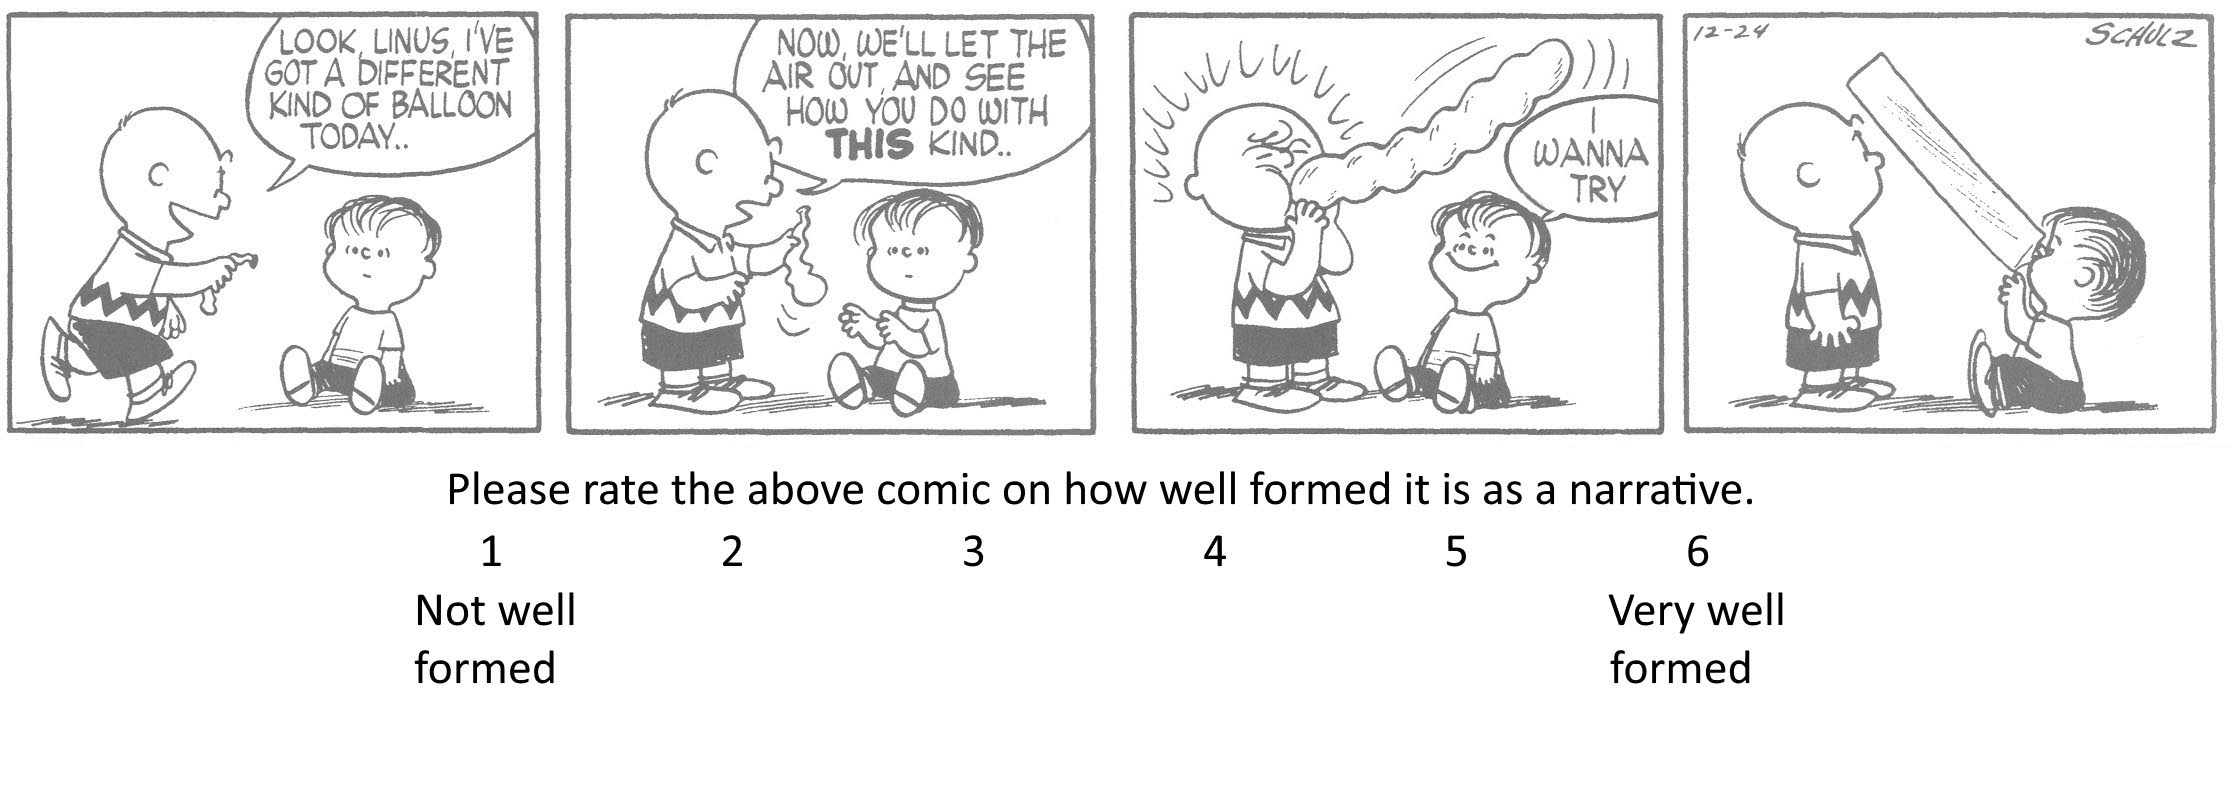 LOOK, LINUS, I'VE
GOT A DIFFERENT
KIND OF BALLOON
TODAY..
NOW, WE'LL LET THE
AIR OUT, AND SEE
HOW YOU DO WITH
THIS KIND..
I
WANNA
TRY
12-24
SCHULZ
Please rate the above comic on how well formed it is as a narrative.
1 2 3 4 5 6
Not well
formed
Very well
formed